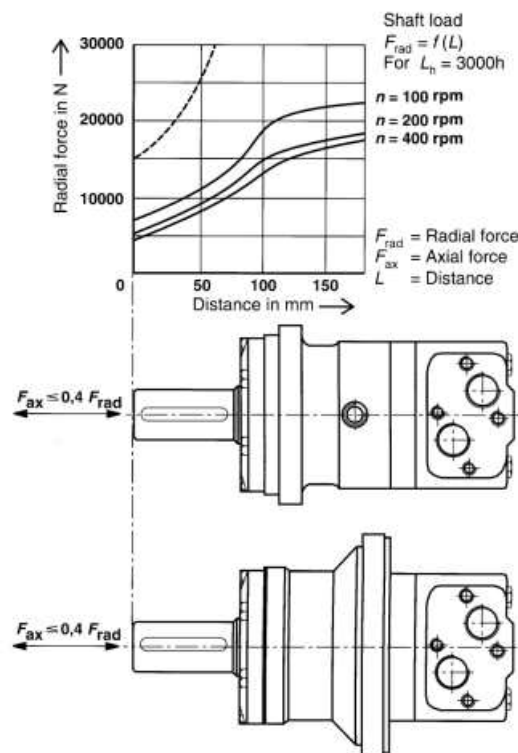 Shaft load
F_rad = f (L)
For L_h = 3000h
Radial force in N
30000
20000
10000
n = 100 rpm
n = 200 rpm
n = 400 rpm
0
50
100
150
Distance in mm
F_rad = Radial force
F_ax = Axial force
L = Distance
F_ax ≤ 0,4 F_rad
F_ax ≤ 0,4 F_rad